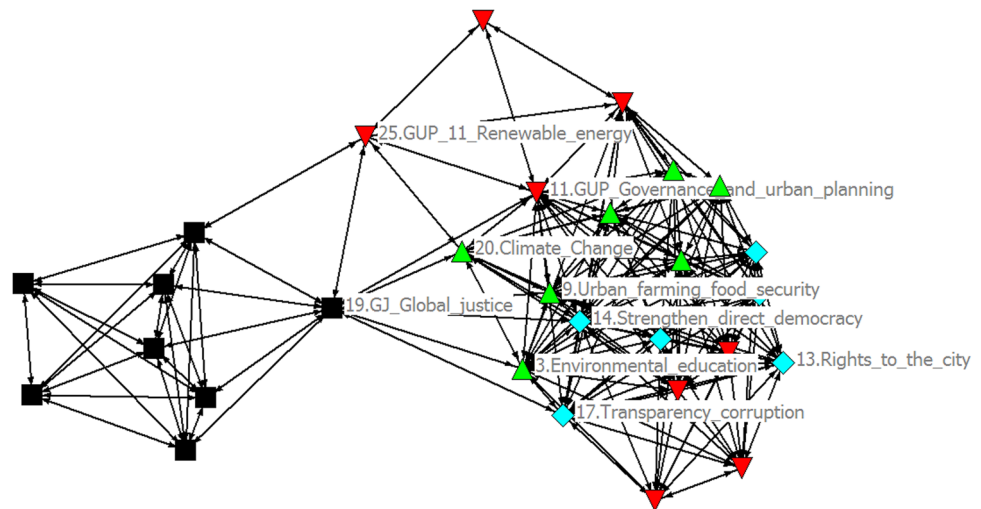 25.GUP_11_Renewable_energy
11.GUP_Governance_and_urban_planning
20.Climate_Change
9.Urban_farming_food_security
19.GJ_Global_justice
14.Strengthen_direct_democracy
13.Rights_to_the_city
3.Environmental_education
17.Transparency_corruption